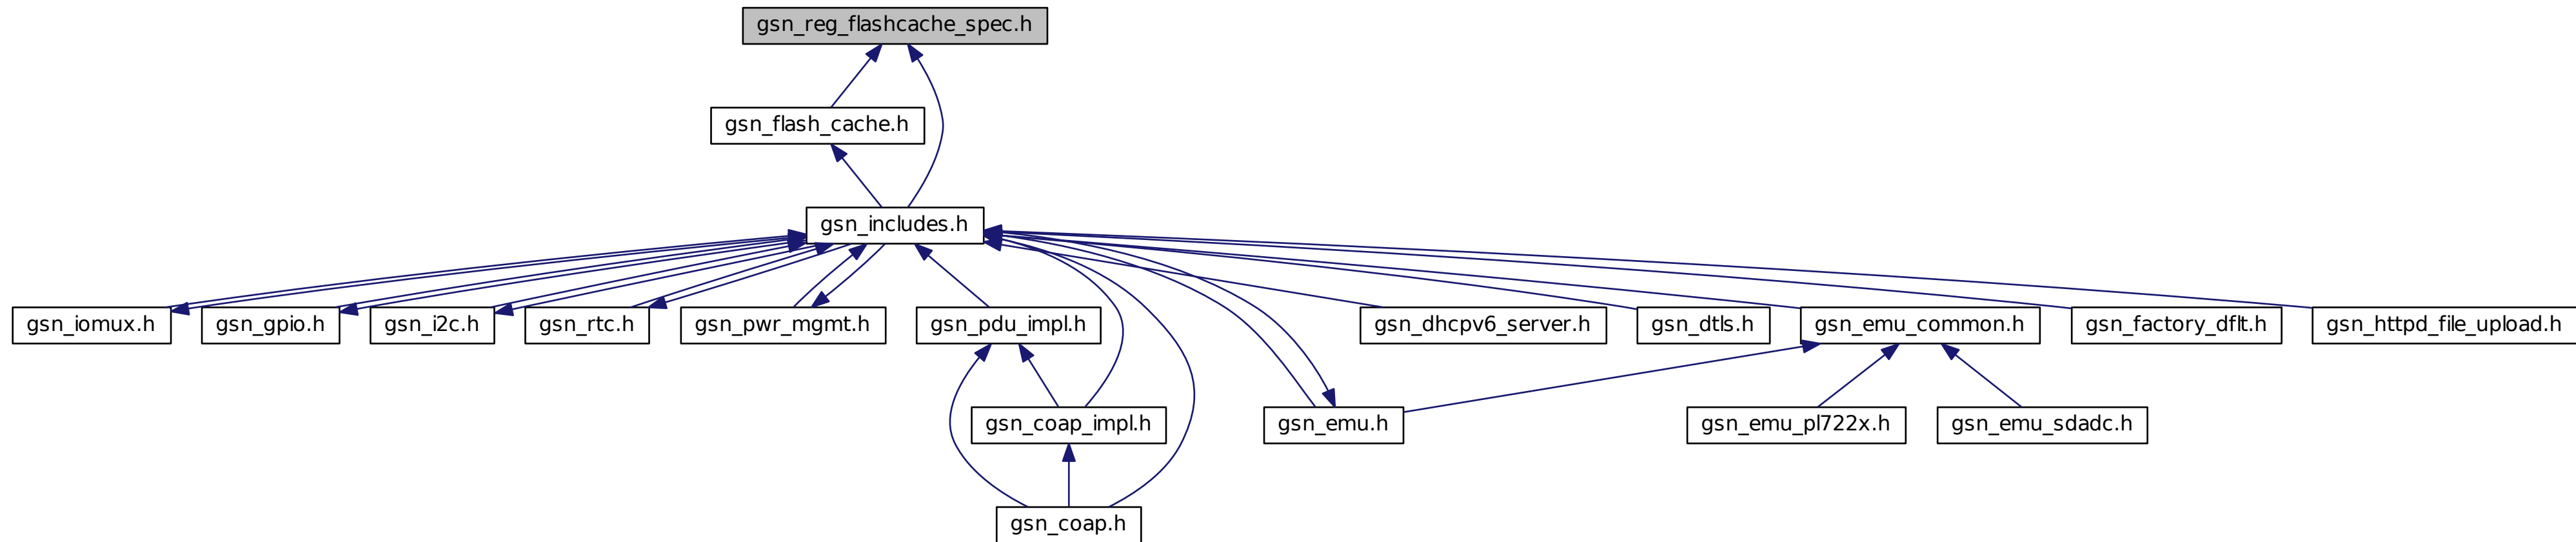 gsn_reg_flashcache_spec.h
gsn_flash_cache.h
gsn_includes.h
gsn_iomux.h
gsn_gpio.h
gsn_i2c.h
gsn_rtc.h
gsn_pwr_mgmt.h
gsn_pdu_impl.h
gsn_dhcpv6_server.h
gsn_dtls.h
gsn_emu_common.h
gsn_factory_dflt.h
gsn_httpd_file_upload.h
gsn_coap_impl.h
gsn_emu.h
gsn_emu_pl722x.h
gsn_emu_sdadc.h
gsn_coap.h